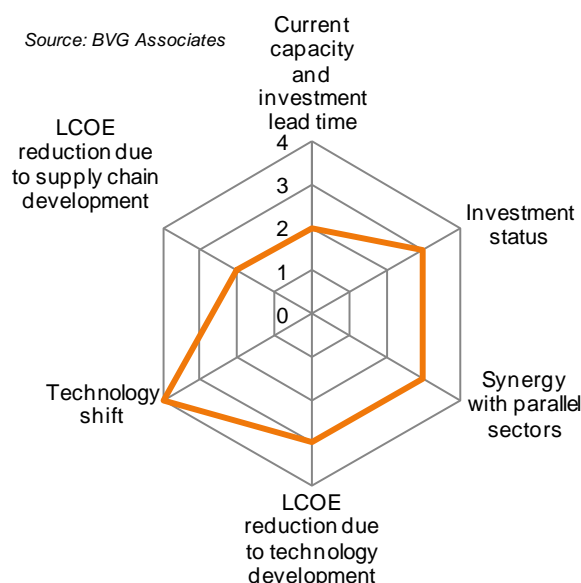 Source: BVG Associates
Current
capacity
and
investment
lead time
LCOE
reduction due
to supply chain
development
4
3
2
1
0
Investment
status
Technology
shift
Synergy
with parallel
sectors
LCOE
reduction due
to technology
development